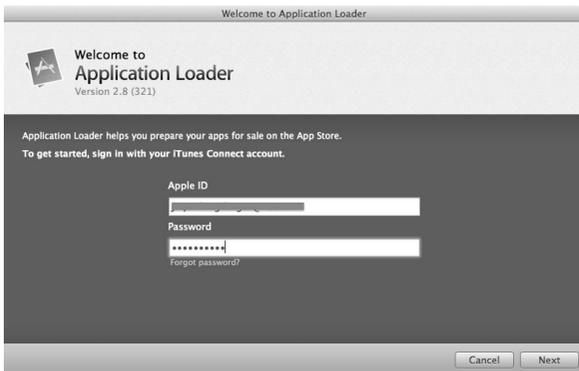 Welcome to Application Loader
Welcome to
Application Loader
Version 2.8 (321)
Application Loader helps you prepare your apps for sale on the App Store.
To get started, sign in with your iTunes Connect account.
Apple ID
Password
••••••••••
Forgot password?
Cancel
Next